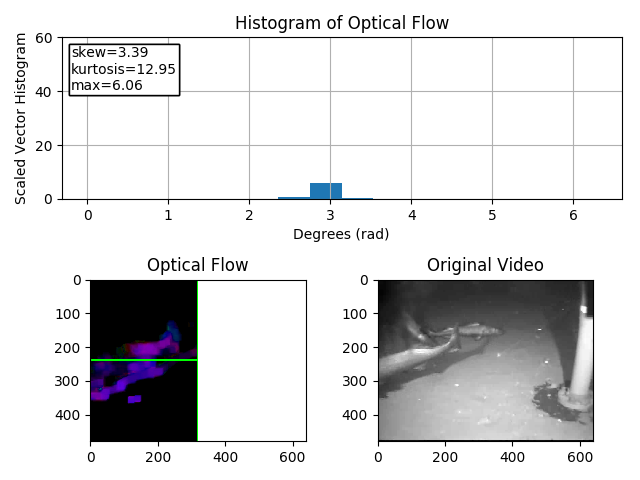 Histogram of Optical Flow
Scaled Vector Histogram
60
40
20
0
skew=3.39
kurtosis=12.95
max=6.06
0 1 2 3 4 5 6
Degrees (rad)
Optical Flow
0
100
200
300
400
0 200 400 600
Original Video
0
100
200
300
400
0 200 400 600